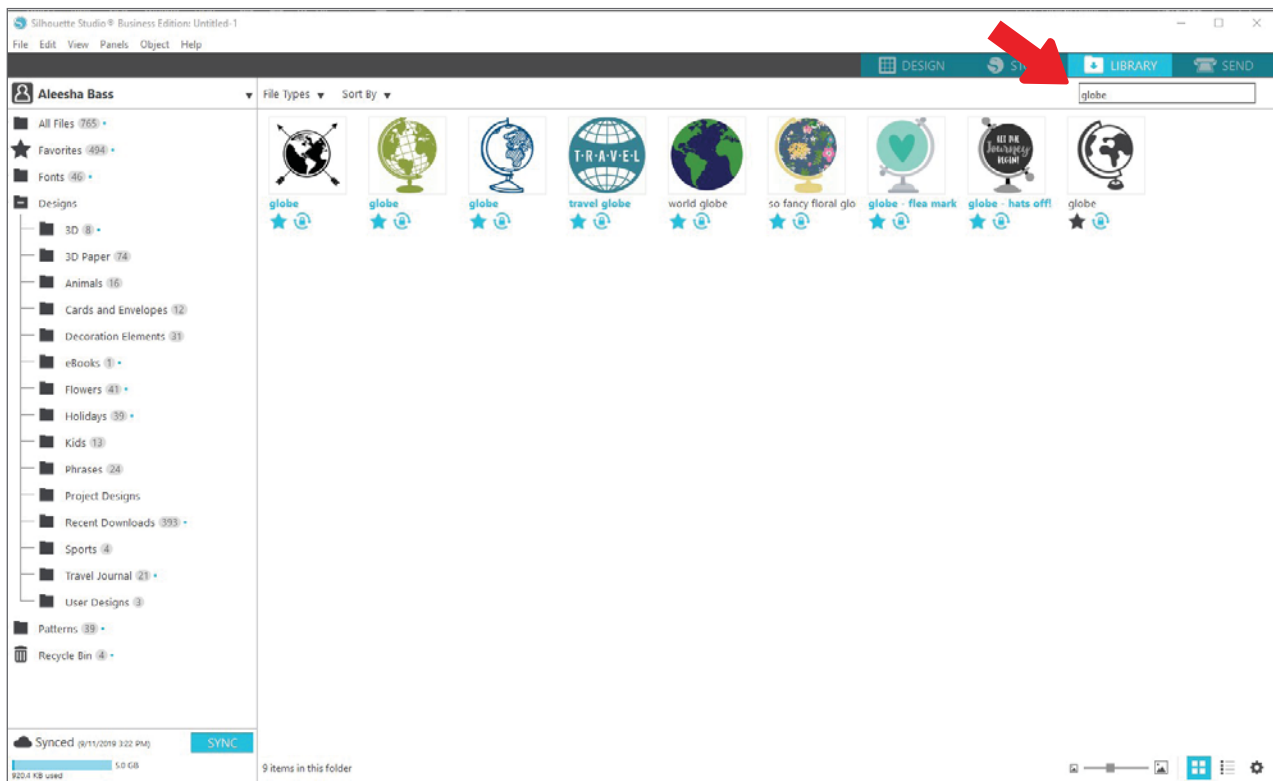 Silhouette Studio® Business Edition: Untitled-1
File Edit View Panels Object Help
DESIGN
LIBRARY
SEND
Aleesha Bass
File Types
Sort By
globe
All Files 765
Favorites 494
Fonts 46
Designs
3D 8
3D Paper 74
Animals 16
Cards and Envelopes 12
Decoration Elements 31
eBooks 1
Flowers 41
Holidays 39
Kids 13
Phrases 24
Project Designs
Recent Downloads 393
Sports 4
Travel Journal 21
User Designs 3
Patterns 39
Recycle Bin 4
T·R·A·V·E·L
LET THE
Journey
BEGIN!
globe
globe
globe
travel globe
world globe
so fancy floral glo
globe - flea mark
globe - hats off!
globe
Synced (9/11/2019 3:22 PM)
SYNC
5.0 GB
920.4 KB used
9 items in this folder